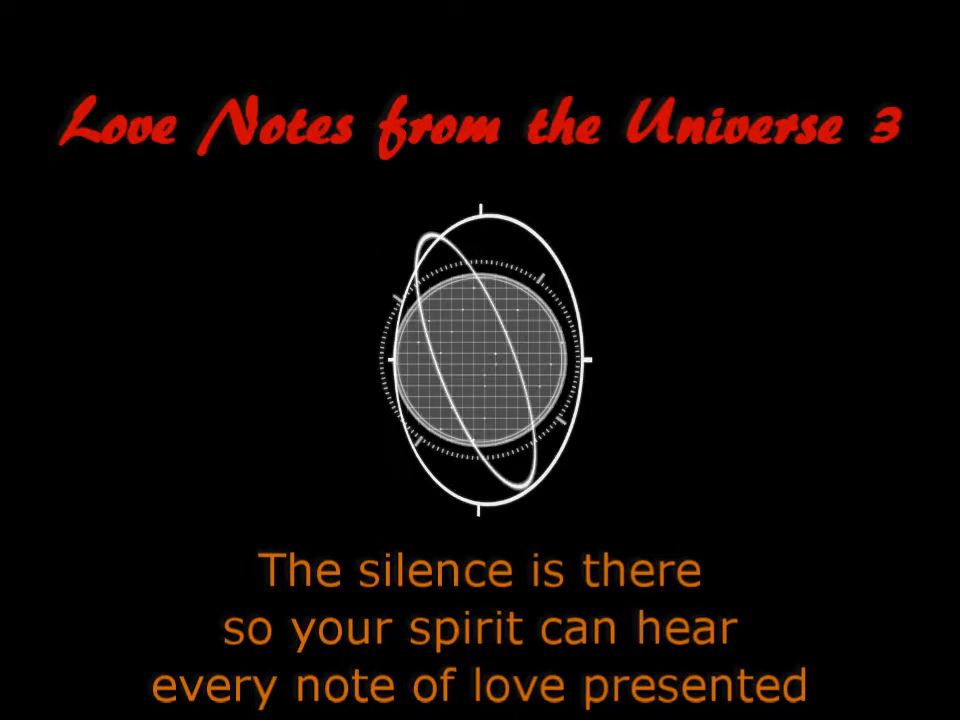 Love Notes from the Universe 3
The silence is there
so your spirit can hear
every note of love presented